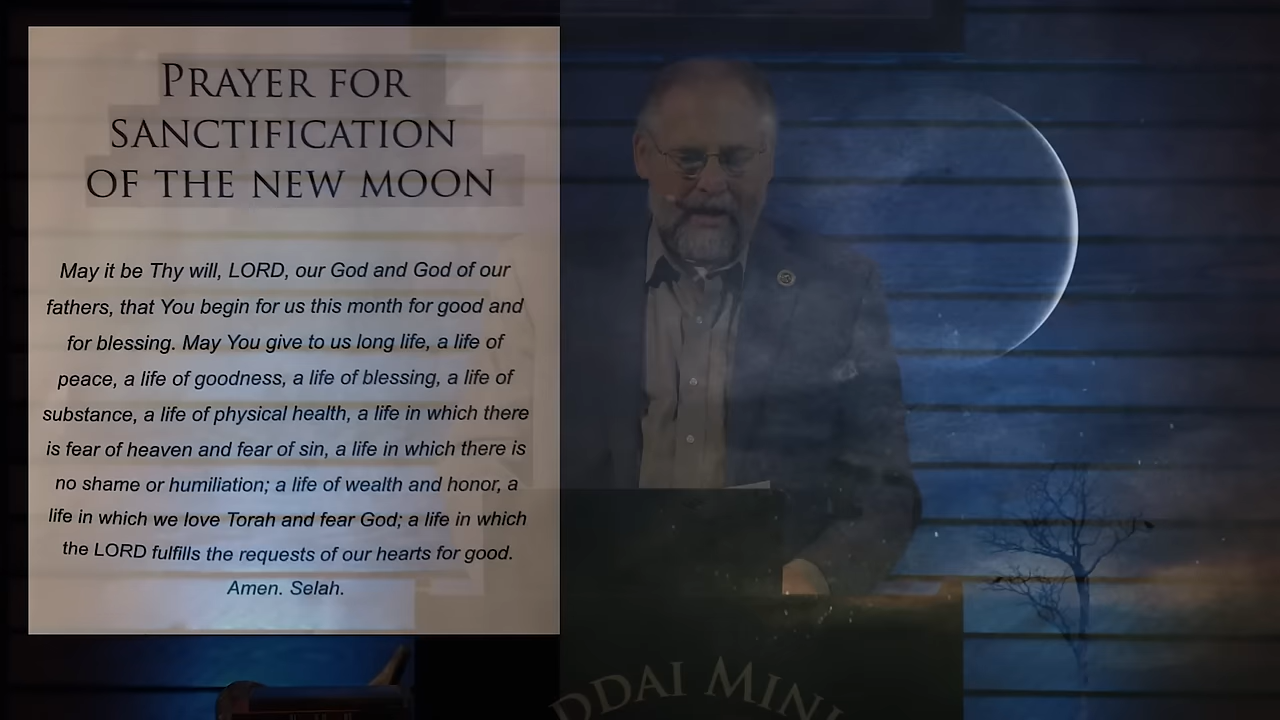 PRAYER FOR
SANCTIFICATION
OF THE NEW MOON
May it be Thy will, LORD, our God and God of our
fathers, that You begin for us this month for good and
for blessing. May You give to us long life, a life of
peace, a life of goodness, a life of blessing, a life of
substance, a life of physical health, a life in which there
is fear of heaven and fear of sin, a life in which there is
no shame or humiliation; a life of wealth and honor, a
life in which we love Torah and fear God; a life in which
the LORD fulfills the requests of our hearts for good.
Amen. Selah.
DDAI MINI